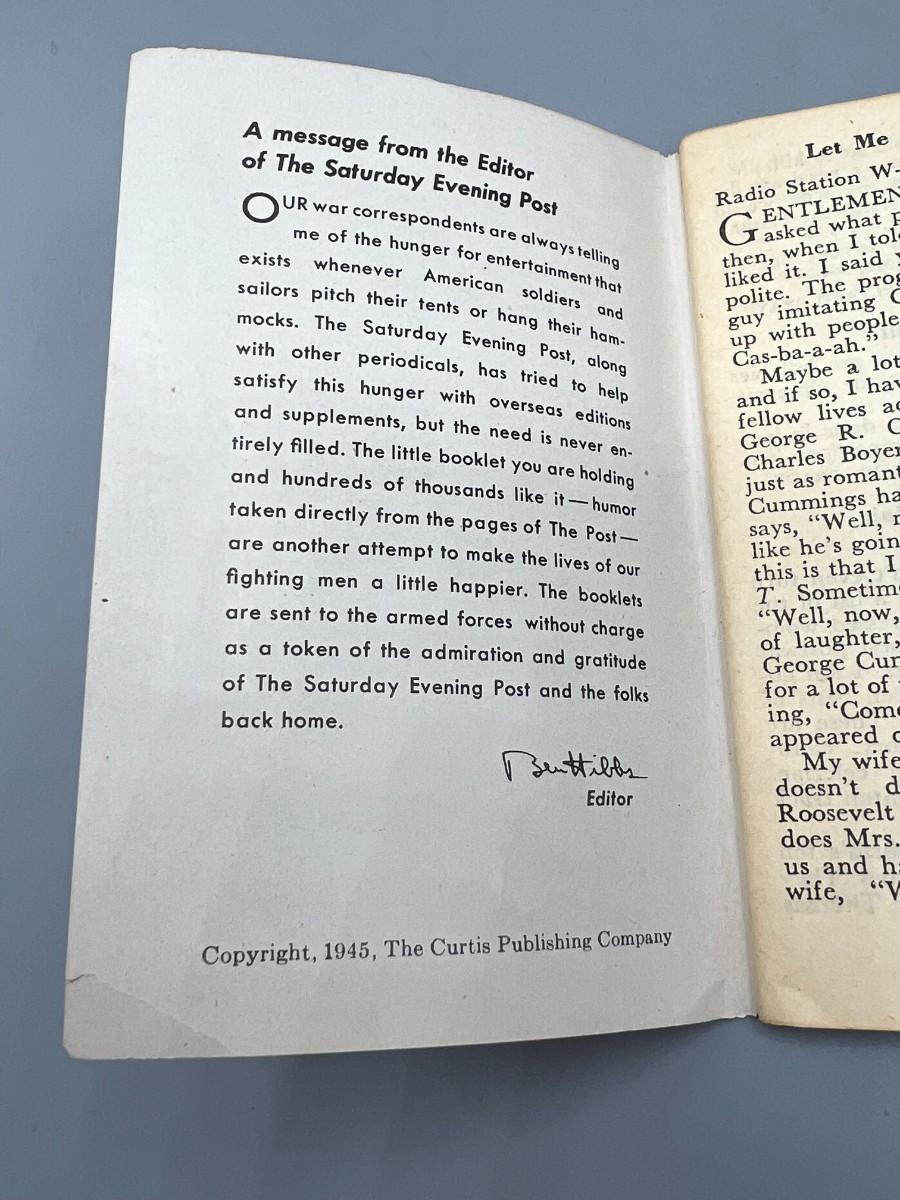 A message from the Editor
of The Saturday Evening Post
OUR war correspondents are always telling
me of the hunger for entertainment that
exists whenever American soldiers and
sailors pitch their tents or hang their ham-
mocks. The Saturday Evening Post, along
with other periodicals, has tried to help
satisfy this hunger with overseas editions
and supplements, but the need is never en-
tirely filled. The little booklet you are holding
and hundreds of thousands like it — humor
taken directly from the pages of The Post —
are another attempt to make the lives of our
fighting men a little happier. The booklets
are sent to the armed forces without charge
as a token of the admiration and gratitude
of The Saturday Evening Post and the folks
back home.
Ben Hibbs
Editor
Copyright, 1945, The Curtis Publishing Company
Let Me
Radio Station W-
GENTLEMEN
asked what
then, when I
liked it. I said
polite. The
guy imitating
up with people
Cas-ba-a-ah.”
Maybe a lot
and if so, I
fellow lives
George R.
Charles Boyer
just as
Cummings
says, “Well,
like he's
this is that I
T.
“Well, now,
of laughter,
George
for a lot of
ing,
appeared
My wife
doesn't
Roosevelt
does Mrs.
us and
wife,